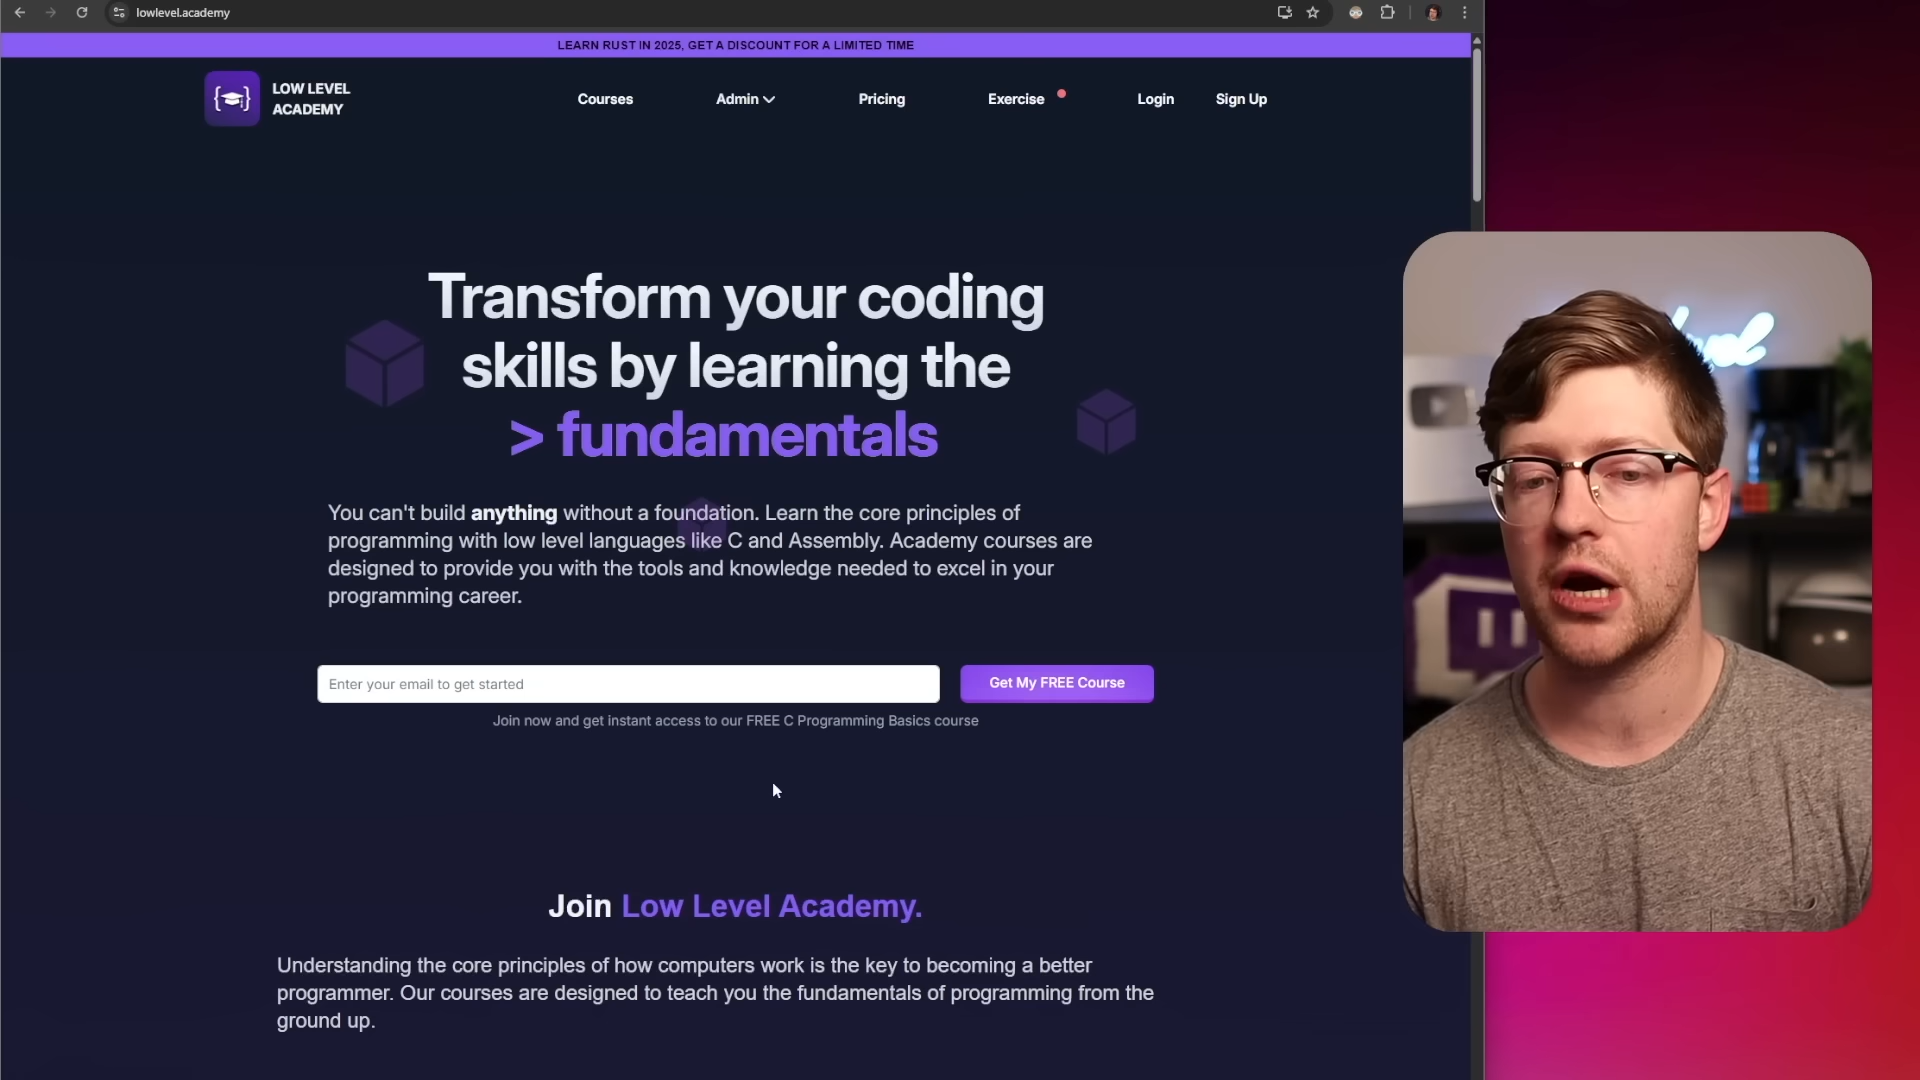 lowlevel.academy
LEARN RUST IN 2025, GET A DISCOUNT FOR A LIMITED TIME
LOW LEVEL
ACADEMY
Courses
Admin
Pricing
Exercise
Login
Sign Up
Transform your coding
skills by learning the
> fundamentals
You can't build anything without a foundation. Learn the core principles of
programming with low level languages like C and Assembly. Academy courses are
designed to provide you with the tools and knowledge needed to excel in your
programming career.
Enter your email to get started
Get My FREE Course
Join now and get instant access to our FREE C Programming Basics course
Join Low Level Academy.
Understanding the core principles of how computers work is the key to becoming a better
programmer. Our courses are designed to teach you the fundamentals of programming from the
ground up.